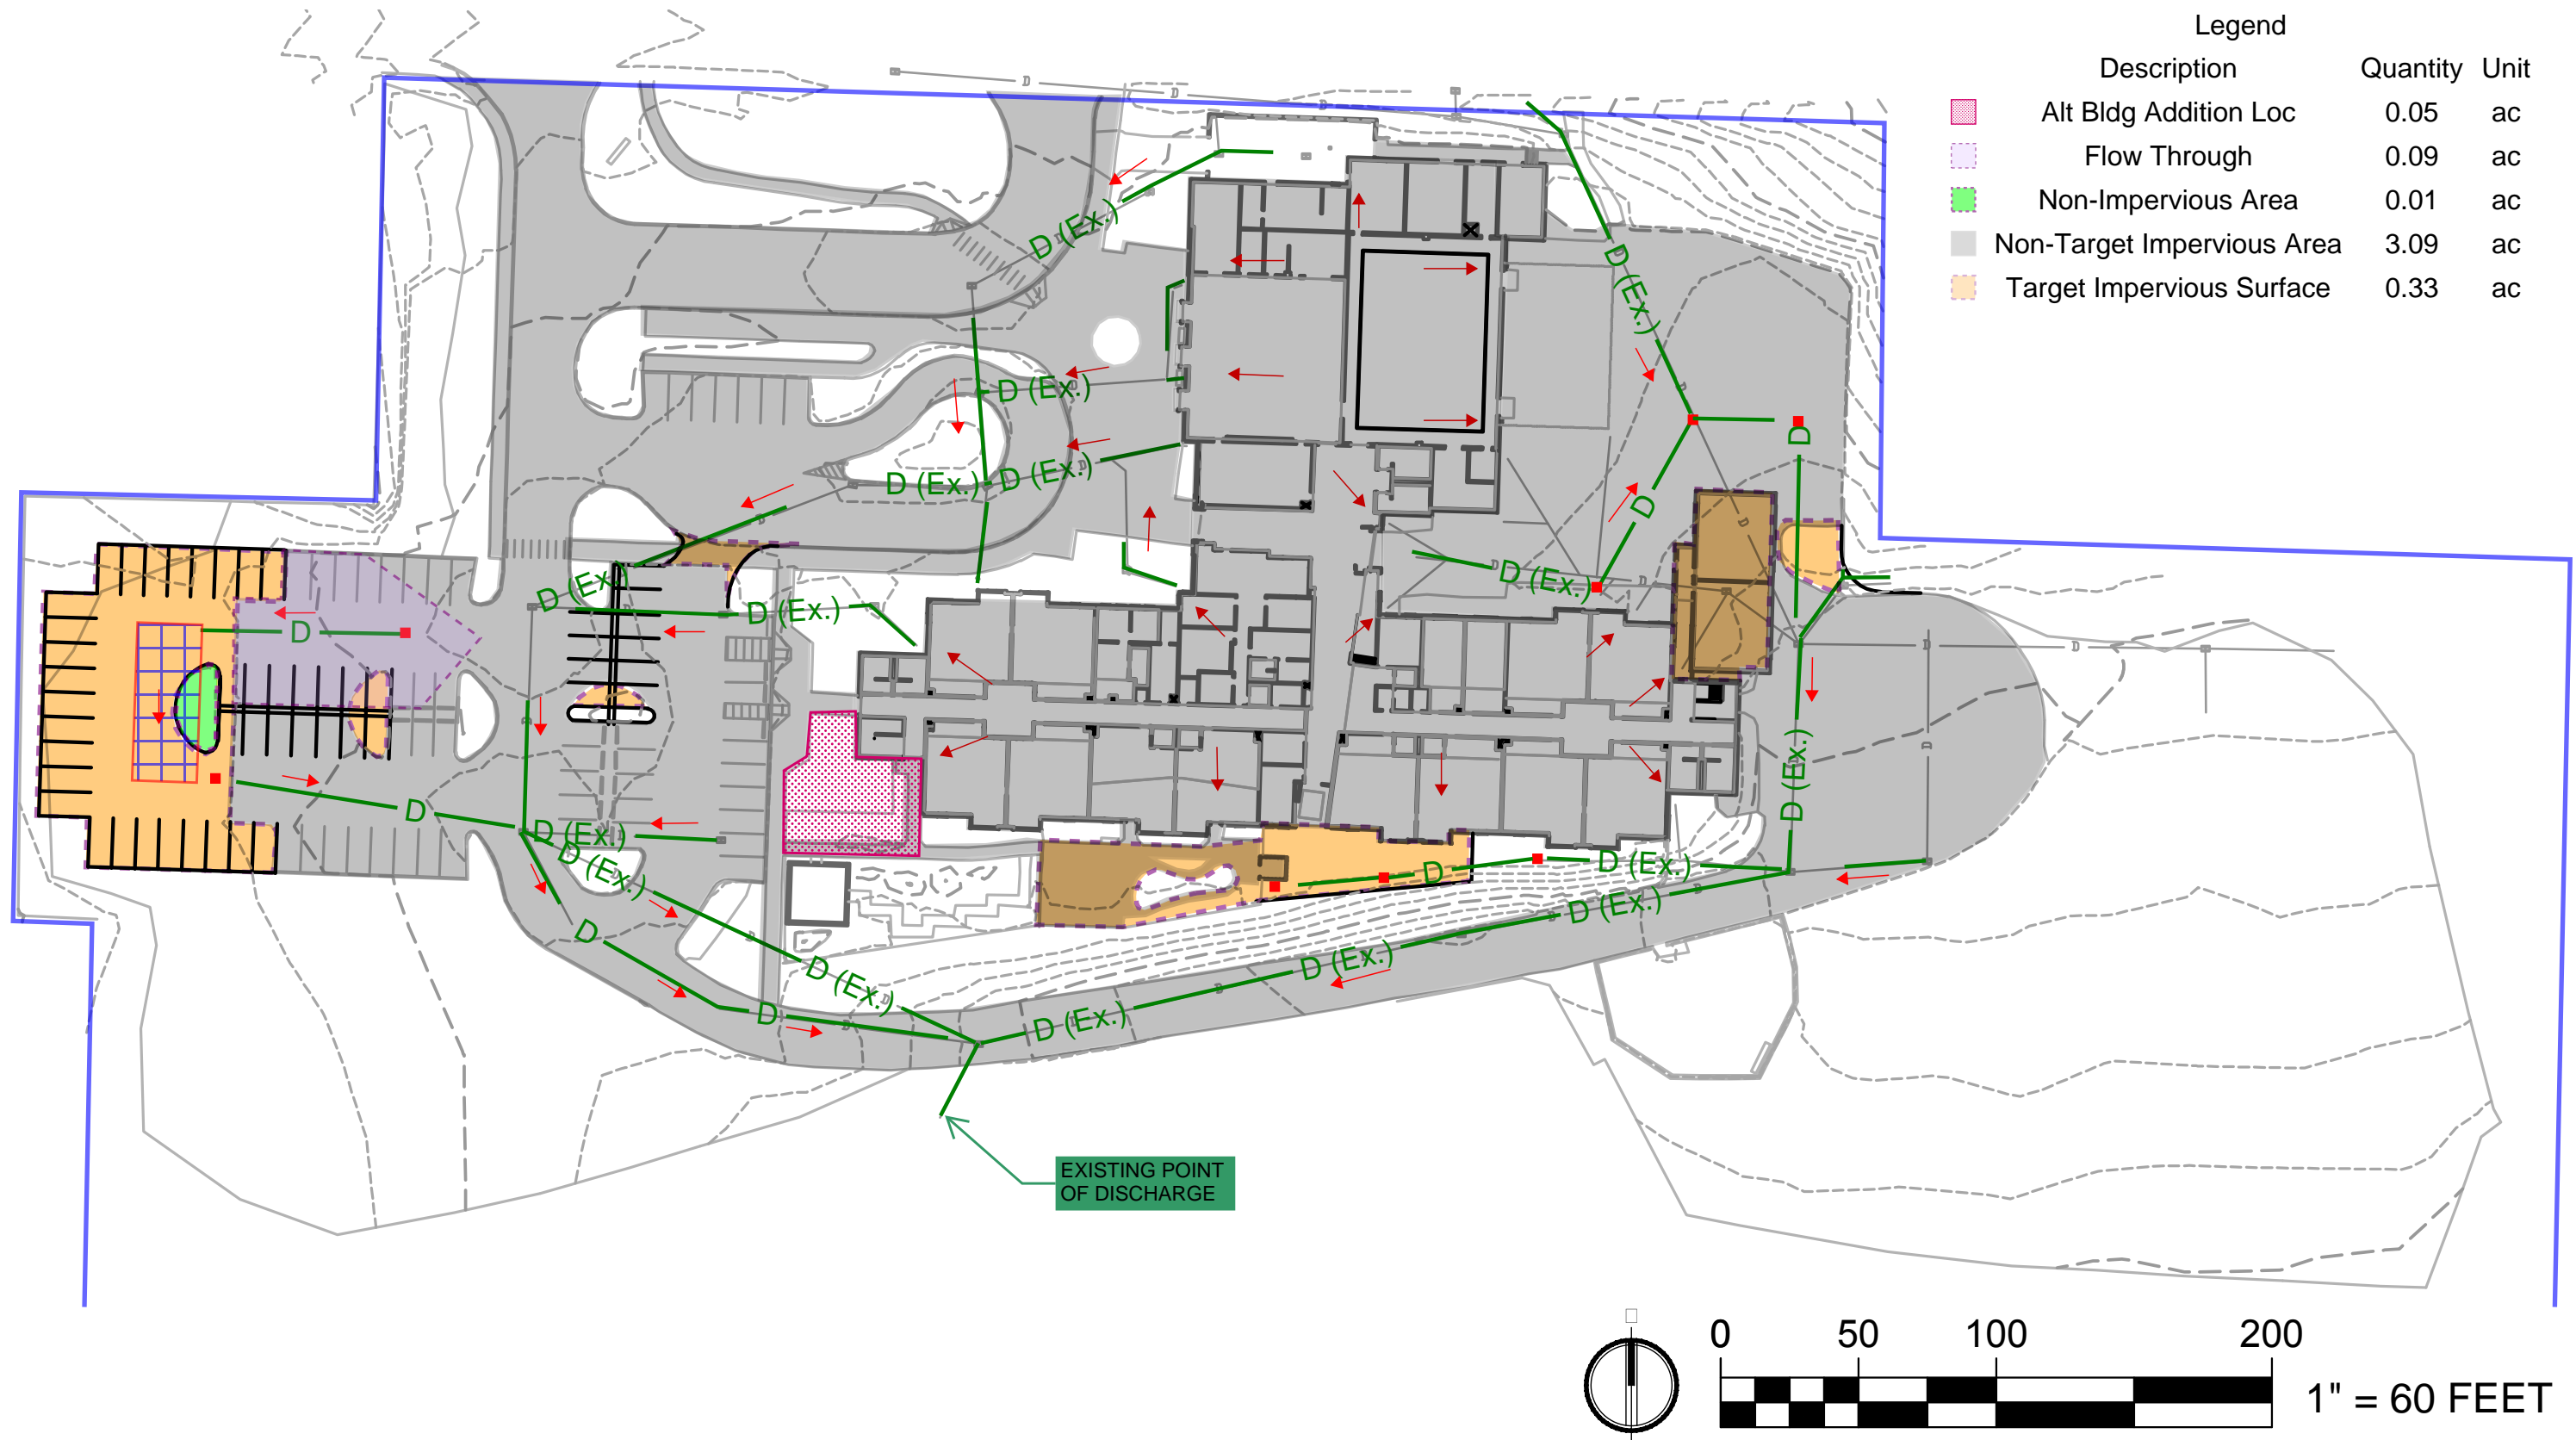 Legend
Description Quantity Unit
Alt Bldg Addition Loc 0.05 ac
Flow Through 0.09 ac
Non-Impervious Area 0.01 ac
Non-Target Impervious Area 3.09 ac
Target Impervious Surface 0.33 ac
D
D
D
D (Ex.)
D (Ex.)
D (Ex.)
D (Ex.)
D (Ex.)
D
D
D (Ex.)
D (Ex.)
D (Ex.)
D
D
D (Ex.)
D (Ex.)
D
D (Ex.)
D (Ex.)
D (Ex.)
D
D (Ex.)
D (Ex.)
D
D (Ex.)
D (Ex.)
D
D (Ex.)
EXISTING POINT
OF DISCHARGE
0 50 100 200
1" = 60 FEET